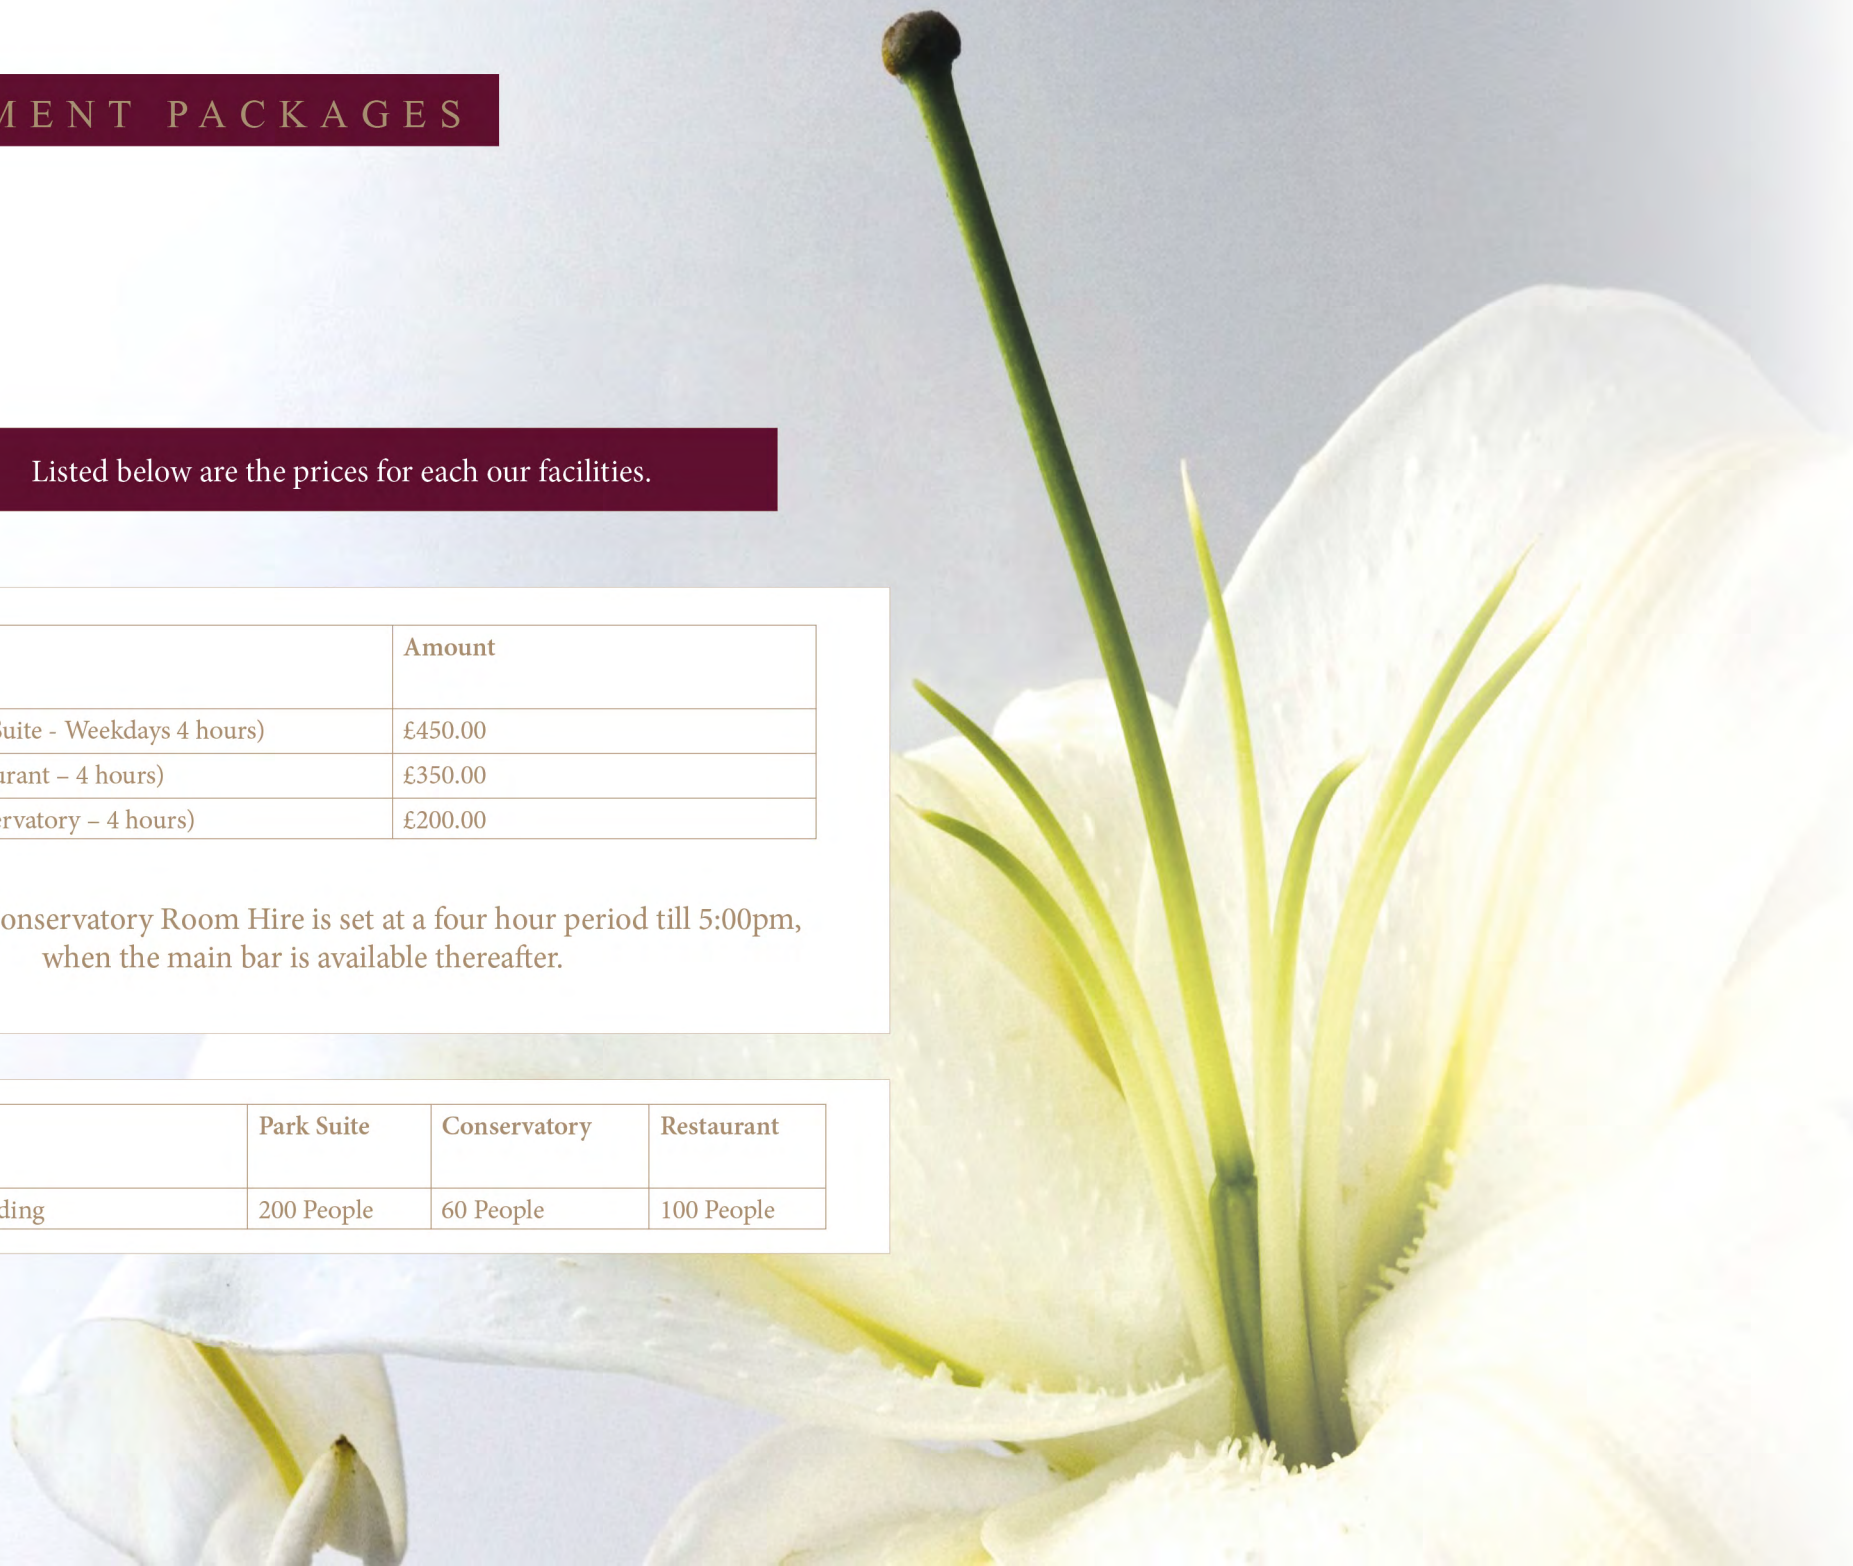 MENT PACKAGES
Listed below are the prices for each our facilities.
Amount
Suite - Weekdays 4 hours) £450.00
urant – 4 hours) £350.00
ervatory – 4 hours) £200.00
onservatory Room Hire is set at a four hour period till 5:00pm,
when the main bar is available thereafter.
Park Suite Conservatory Restaurant
ding 200 People 60 People 100 People